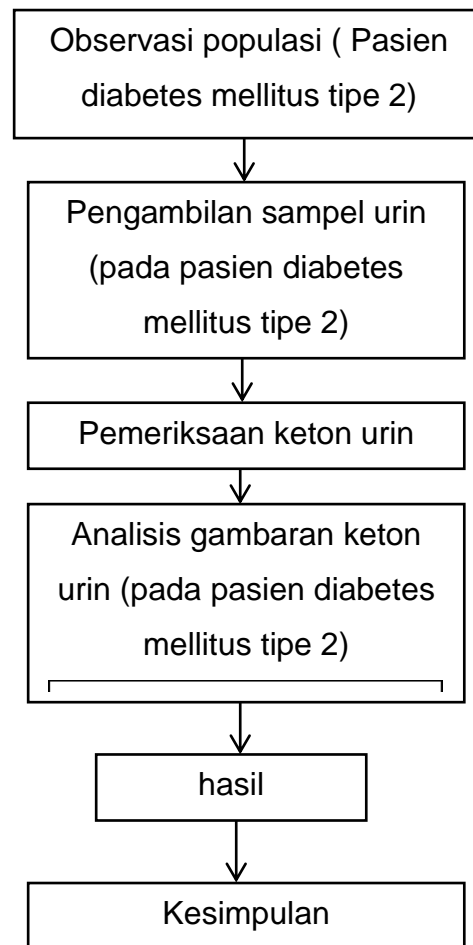 Observasi populasi ( Pasien
diabetes mellitus tipe 2)
Pengambilan sampel urin
(pada pasien diabetes
mellitus tipe 2)
Pemeriksaan keton urin
Analisis gambaran keton
urin (pada pasien diabetes
mellitus tipe 2)
hasil
Kesimpulan